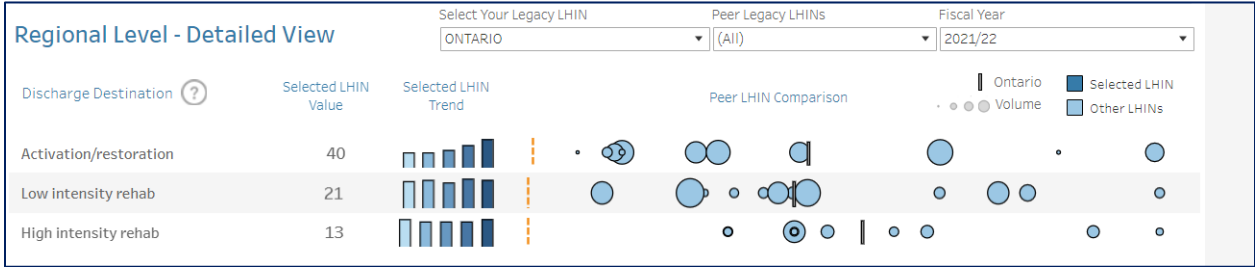 Select Your Legacy LHIN Peer Legacy LHINs Fiscal Year
Regional Level - Detailed View ONTARIO (All) 2021/22
Discharge Destination ? Selected LHIN Value Selected LHIN Trend Peer LHIN Comparison Ontario Selected LHIN
Volume Other LHINs
Activation/restoration 40
Low intensity rehab 21
High intensity rehab 13